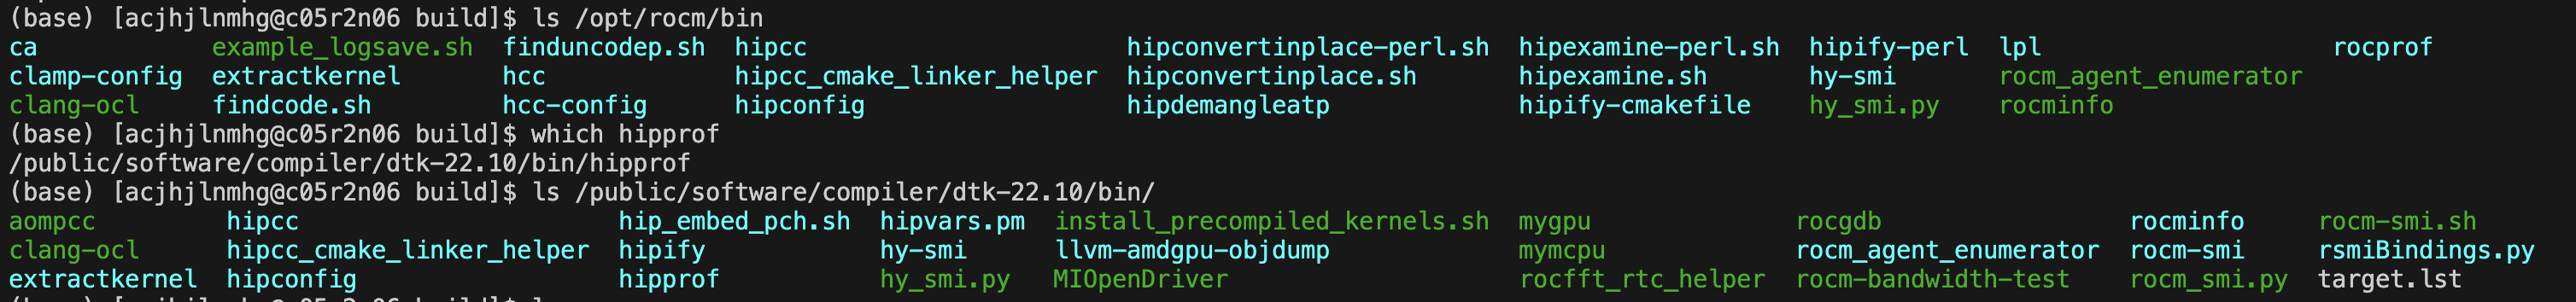 (base) [acjhjlnmhg@c05r2n06 build]$ ls /opt/rocm/bin
ca example_logsave.sh finduncodep.sh hipcc hipconvertinplace-perl.sh hipexamine-perl.sh hipify-perl lpl rocprof
clamp-config extractkernel hcc hipcc_cmake_linker_helper hipconvertinplace.sh hipexamine.sh hy-smi rocm_agent_enumerator
clang-ocl findcode.sh hcc-config hipconfig hipdemangleatp hipify-cmakefile hy_smi.py rocminfo
(base) [acjhjlnmhg@c05r2n06 build]$ which hipprof
/public/software/compiler/dtk-22.10/bin/hipprof
(base) [acjhjlnmhg@c05r2n06 build]$ ls /public/software/compiler/dtk-22.10/bin/
aompcc hipcc hip_embed_pch.sh hipvars.pm install_precompiled_kernels.sh mygpu rocgdb rocminfo rocm-smi.sh
clang-ocl hipcc_cmake_linker_helper hipify hy-smi llvm-amdgpu-objdump mymcpu rocm_agent_enumerator rocm-smi rsmiBindings.py
extractkernel hipconfig hipprof hy_smi.py MIOpenDriver rocfft_rtc_helper rocm-bandwidth-test rocm_smi.py target.lst